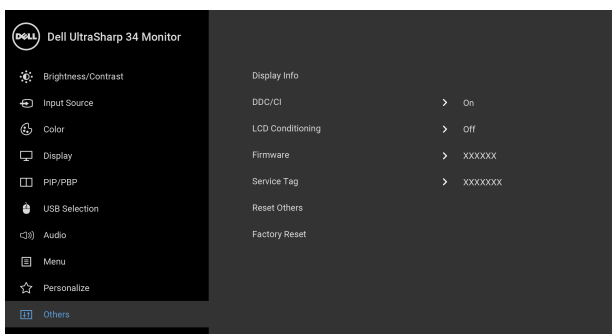 DELL Dell UltraSharp 34 Monitor
Brightness/Contrast
Input Source
Color
Display
PIP/PBP
USB Selection
Audio
Menu
Personalize
Others
Display Info
DDC/CI > On
LCD Conditioning > Off
Firmware > XXXXXX
Service Tag > XXXXXXX
Reset Others
Factory Reset